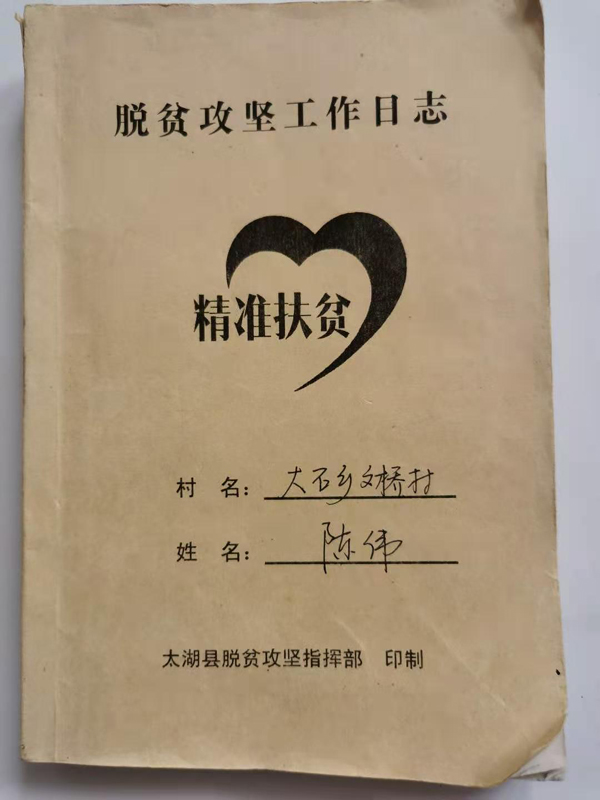 脱贫攻坚工作日志
精准扶贫
村 名：大石乡文桥村
姓 名：陈伟
太湖县脱贫攻坚指挥部 印制